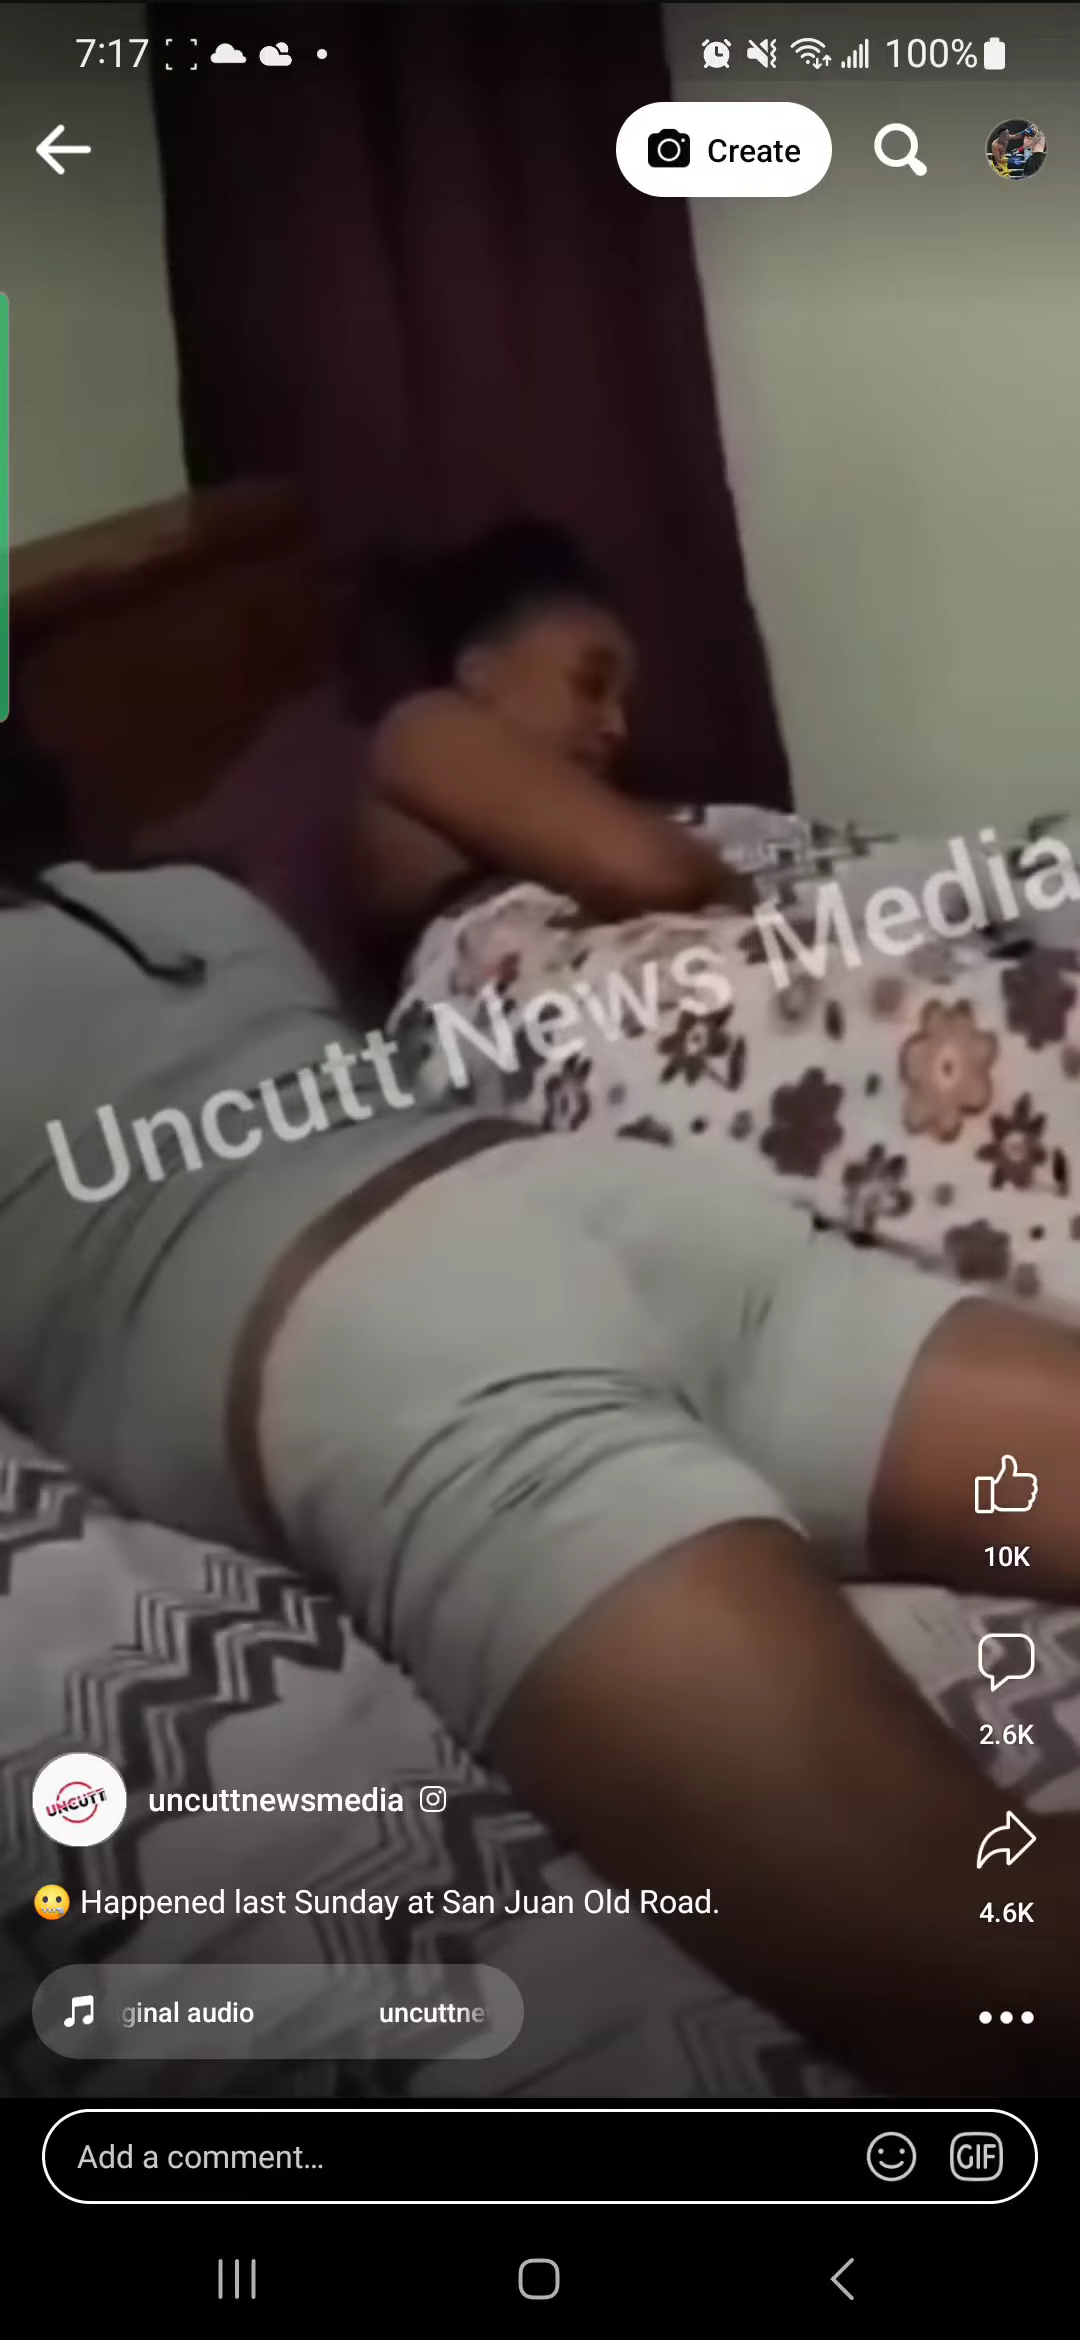 7:17
100%
Create
Uncutt News Media
10K
2.6K
UNCUTT
uncuttnewsmedia
4.6K
🤐 Happened last Sunday at San Juan Old Road.
ginal audio uncuttne
Add a comment...
GIF